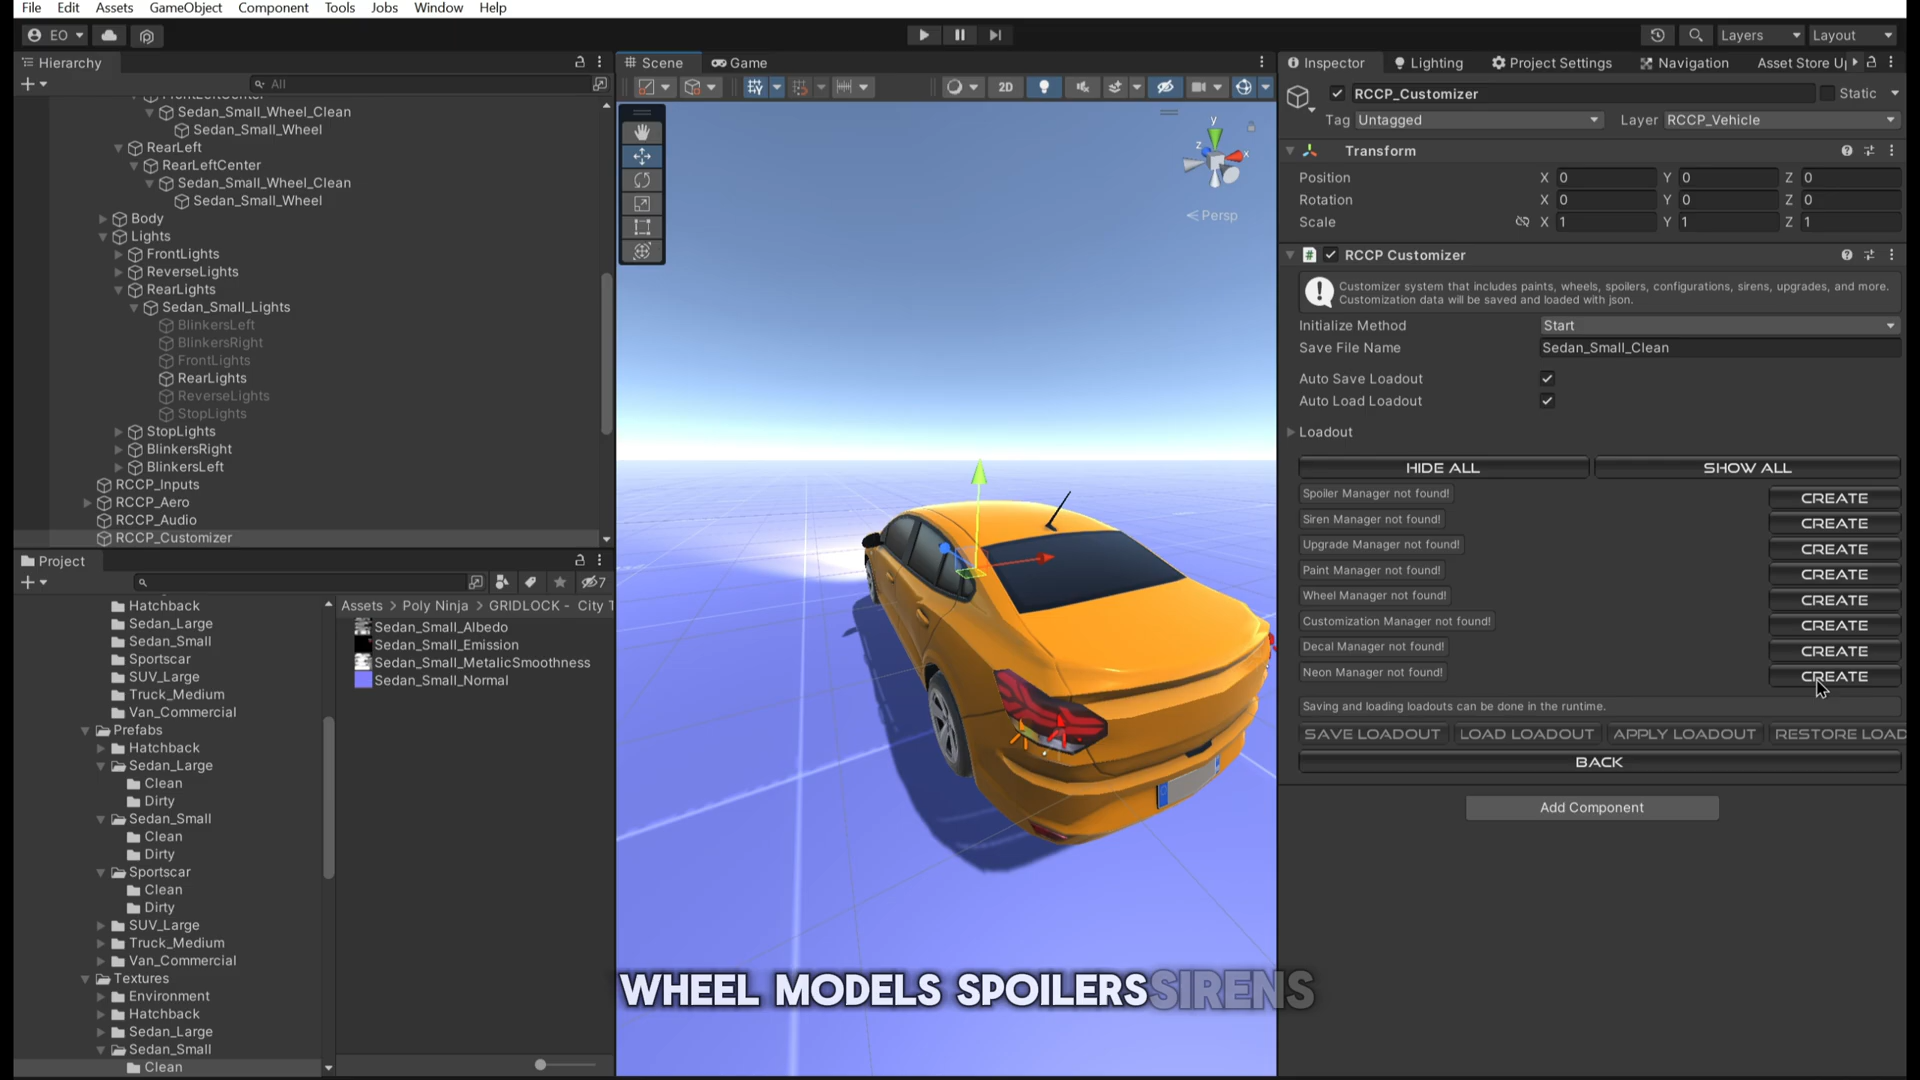 File Edit Assets GameObject Component Tools Jobs Window Help
EO
Layers
Layout
Hierarchy
All
Sedan_Small_Wheel_Clean
Sedan_Small_Wheel
RearLeft
RearLeftCenter
Sedan_Small_Wheel_Clean
Sedan_Small_Wheel
Body
Lights
FrontLights
ReverseLights
RearLights
Sedan_Small_Lights
BlinkersLeft
BlinkersRight
FrontLights
RearLights
ReverseLights
StopLights
StopLights
BlinkersRight
BlinkersLeft
RCCP_Inputs
RCCP_Aero
RCCP_Audio
RCCP_Customizer
Project
7
Hatchback
Sedan_Large
Sedan_Small
Sportscar
SUV_Large
Truck_Medium
Van_Commercial
Prefabs
Hatchback
Sedan_Large
Clean
Dirty
Sedan_Small
Clean
Dirty
Sportscar
Clean
Dirty
SUV_Large
Truck_Medium
Van_Commercial
Textures
Environment
Hatchback
Sedan_Large
Sedan_Small
Clean
Assets > Poly Ninja > GRIDLOCK - City T
Sedan_Small_Albedo
Sedan_Small_Emission
Sedan_Small_MetalicSmoothness
Sedan_Small_Normal
Scene Game
2D
y
z x
Persp
WHEEL MODELS SPOILERS SIRENS
Inspector Lighting Project Settings Navigation Asset Store U
RCCP_Customizer Static
Tag Untagged Layer RCCP_Vehicle
Transform
Position X 0 Y 0 Z 0
Rotation X 0 Y 0 Z 0
Scale X 1 Y 1 Z 1
RCCP Customizer
Customizer system that includes paints, wheels, spoilers, configurations, sirens, upgrades, and more.
Customization data will be saved and loaded with json.
Initialize Method Start
Save File Name Sedan_Small_Clean
Auto Save Loadout
Auto Load Loadout
Loadout
HIDE ALL SHOW ALL
Spoiler Manager not found! CREATE
Siren Manager not found! CREATE
Upgrade Manager not found! CREATE
Paint Manager not found! CREATE
Wheel Manager not found! CREATE
Customization Manager not found! CREATE
Decal Manager not found! CREATE
Neon Manager not found! CREATE
Saving and loading loadouts can be done in the runtime.
SAVE LOADOUT LOAD LOADOUT APPLY LOADOUT RESTORE LOAD
BACK
Add Component